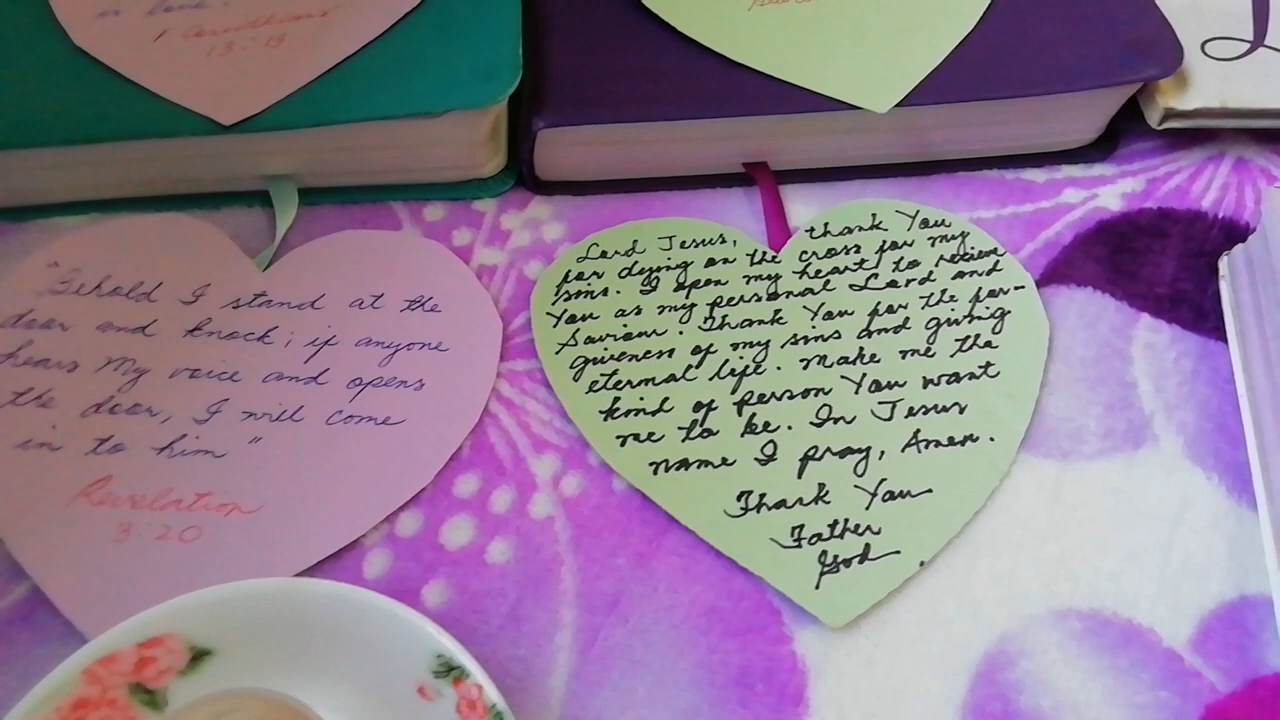 in love."
1 Corinthians
13:13
"Behold I stand at the
door and knock; if anyone
hears My voice and opens
the door, I will come
in to him"
Revelation
3:20
Lord Jesus, thank You
for dying on the cross for my
sins. I open my heart to receive
You as my personal Lord and
Saviour. Thank You for the for-
giveness of my sins and giving
eternal life. Make me the
kind of person You want
me to be. In Jesus
name I pray, Amen.
Thank You
Father
God.